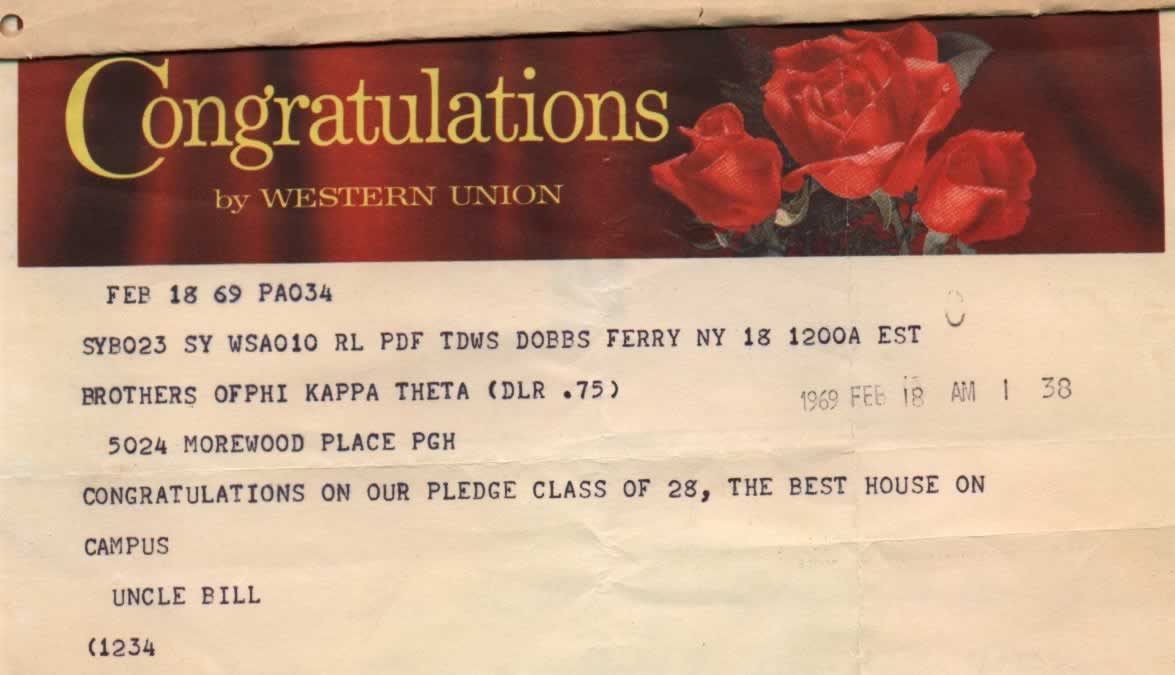 Congratulations
by WESTERN UNION
FEB 18 69 PA034
SYB023 SY WSA010 RL PDF TDWS DOBBS FERRY NY 18 1200A EST
BROTHERS OFPHI KAPPA THETA (DLR .75)
1969 FEB 18 AM 1 38
5024 MOREWOOD PLACE PGH
CONGRATULATIONS ON OUR PLEDGE CLASS OF 28, THE BEST HOUSE ON
CAMPUS
UNCLE BILL
(1234